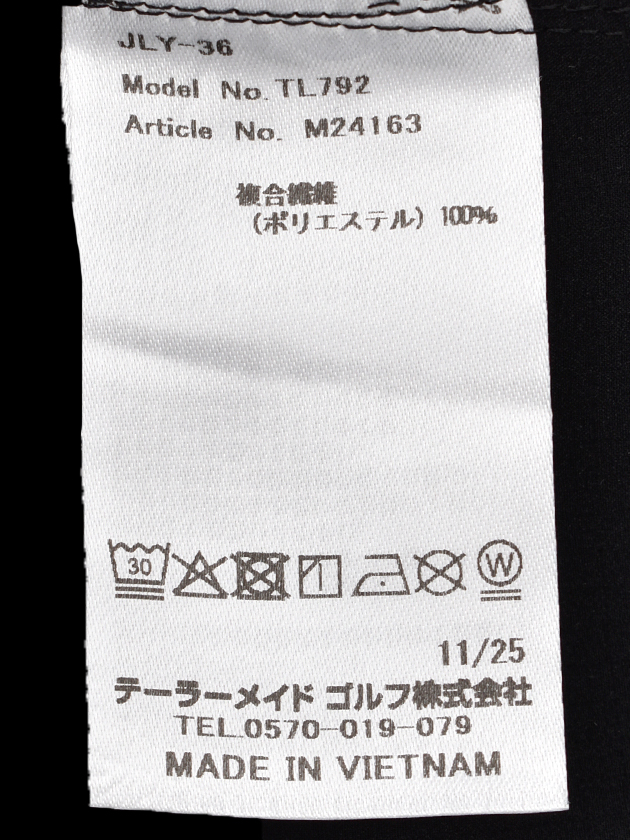 JLY-36
Model No. TL792
Article No. M24163
複合繊維
(ポリエステル) 100%
30
W
11/25
テーラーメイド ゴルフ株式会社
TEL.0570-019-079
MADE IN VIETNAM